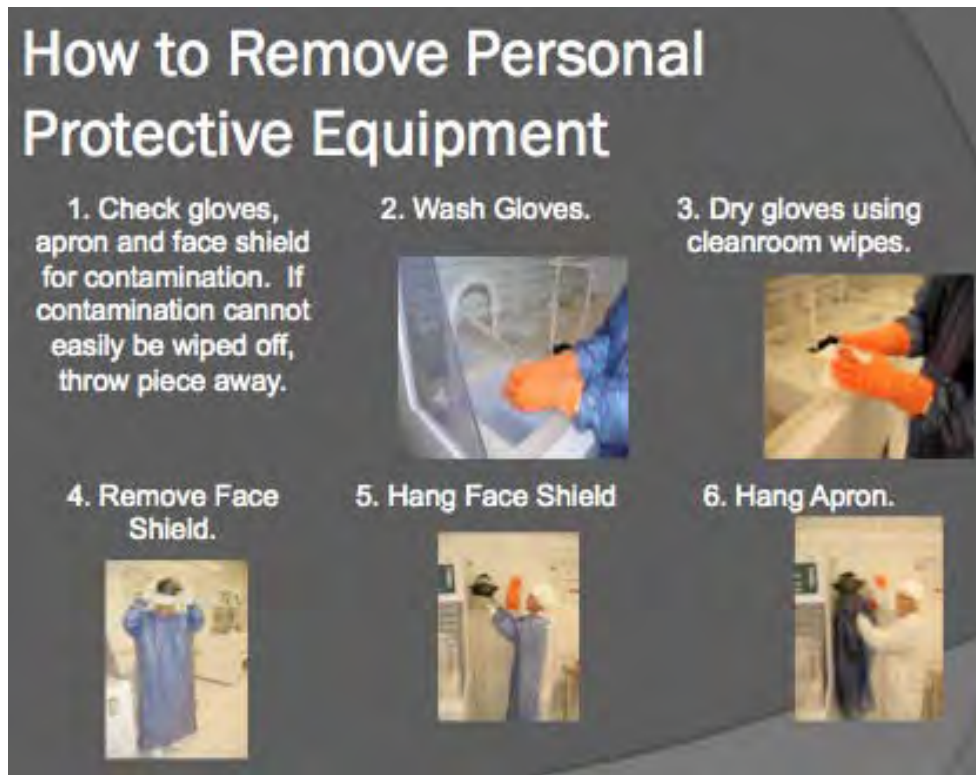 How to Remove Personal
Protective Equipment
1. Check gloves,
apron and face shield
for contamination.  If
contamination cannot
easily be wiped off,
throw piece away.
2. Wash Gloves.
3. Dry gloves using
cleanroom wipes.
4. Remove Face
Shield.
5. Hang Face Shield
6. Hang Apron.